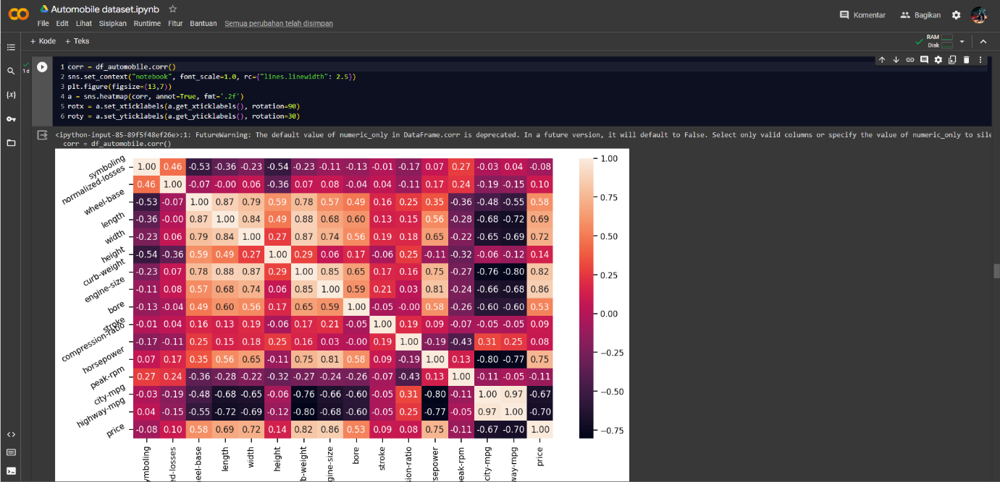 CO Automobile dataset.ipynb
File Edit Lihat Sisipkan Runtime Fitur Bantuan Semua perubahan telah disimpan
Komentar Bagikan
+ Kode + Teks
RAM
Disk
1d
{x}
1 corr = df_automobile.corr()
2 sns.set_context("notebook", font_scale=1.0, rc={"lines.linewidth": 2.5})
3 plt.figure(figsize=(13,7))
4 a = sns.heatmap(corr, annot=True, fmt='.2f')
5 rotx = a.set_xticklabels(a.get_xticklabels(), rotation=90)
6 roty = a.set_yticklabels(a.get_yticklabels(), rotation=30)
<ipython-input-85-89f5f48ef26e>:1: FutureWarning: The default value of numeric_only in DataFrame.corr is deprecated. In a future version, it will default to False. Select only valid columns or specify the value of numeric_only to sile
corr = df_automobile.corr()
symboling 1.00 0.46 -0.53 -0.36 -0.23 -0.54 -0.23 -0.11 -0.13 -0.01 -0.17 0.07 0.27 -0.03 0.04 -0.08
normalized-losses 0.46 1.00 -0.07 -0.00 0.06 -0.36 0.07 0.08 -0.04 0.04 -0.11 0.17 0.24 -0.19 -0.15 0.10
wheel-base -0.53 -0.07 1.00 0.87 0.79 0.59 0.78 0.57 0.49 0.16 0.25 0.35 -0.36 -0.48 -0.55 0.58
length -0.36 -0.00 0.87 1.00 0.84 0.49 0.88 0.68 0.60 0.13 0.15 0.56 -0.28 -0.68 -0.72 0.69
width -0.23 0.06 0.79 0.84 1.00 0.27 0.87 0.74 0.56 0.19 0.18 0.65 -0.22 -0.65 -0.69 0.72
height -0.54 -0.36 0.59 0.49 0.27 1.00 0.29 0.06 0.17 -0.06 0.25 -0.11 -0.32 -0.06 -0.12 0.14
curb-weight -0.23 0.07 0.78 0.88 0.87 0.29 1.00 0.85 0.65 0.17 0.16 0.75 -0.27 -0.76 -0.80 0.82
engine-size -0.11 0.08 0.57 0.68 0.74 0.06 0.85 1.00 0.59 0.21 0.03 0.81 -0.24 -0.66 -0.68 0.86
bore -0.13 -0.04 0.49 0.60 0.56 0.17 0.65 0.59 1.00 -0.05 -0.00 0.58 -0.26 -0.60 -0.60 0.53
stroke -0.01 0.04 0.16 0.13 0.19 -0.06 0.17 0.21 -0.05 1.00 0.19 0.09 -0.07 -0.05 -0.05 0.09
compression-ratio -0.17 -0.11 0.25 0.15 0.18 0.25 0.16 0.03 -0.00 0.19 1.00 -0.19 -0.43 0.31 0.25 0.08
horsepower 0.07 0.17 0.35 0.56 0.65 -0.11 0.75 0.81 0.58 0.09 -0.19 1.00 0.13 -0.80 -0.77 0.75
peak-rpm 0.27 0.24 -0.36 -0.28 -0.22 -0.32 -0.27 -0.24 -0.26 -0.07 -0.43 0.13 1.00 -0.11 -0.05 -0.11
city-mpg -0.03 -0.19 -0.48 -0.68 -0.65 -0.06 -0.76 -0.66 -0.60 -0.05 0.31 -0.80 -0.11 1.00 0.97 -0.67
highway-mpg 0.04 -0.15 -0.55 -0.72 -0.69 -0.12 -0.80 -0.68 -0.60 -0.05 0.25 -0.77 -0.05 0.97 1.00 -0.70
price -0.08 0.10 0.58 0.69 0.72 0.14 0.82 0.86 0.53 0.09 0.08 0.75 -0.11 -0.67 -0.70 1.00
ymboling
ed-losses
eel-base
length
width
height
b-weight
gine-size
bore
stroke
sion-ratio
sepower
eak-rpm
city-mpg
way-mpg
price
1.00
0.75
0.50
0.25
0.00
−0.25
−0.50
−0.75